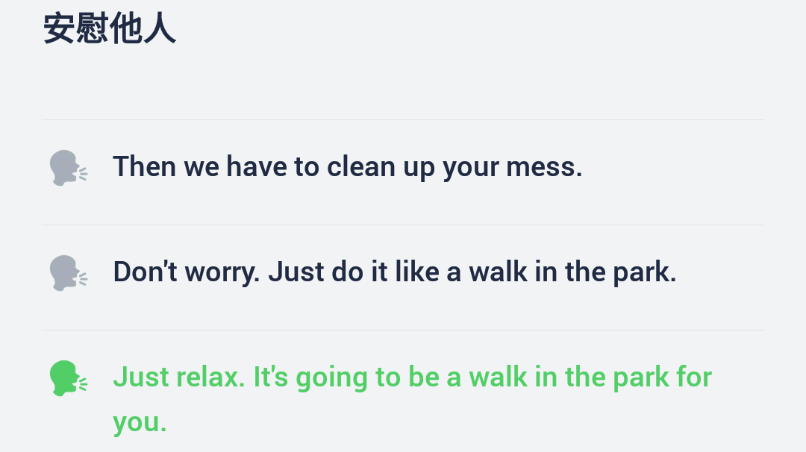 安慰他人
Then we have to clean up your mess.
Don't worry. Just do it like a walk in the park.
Just relax. It's going to be a walk in the park for
you.